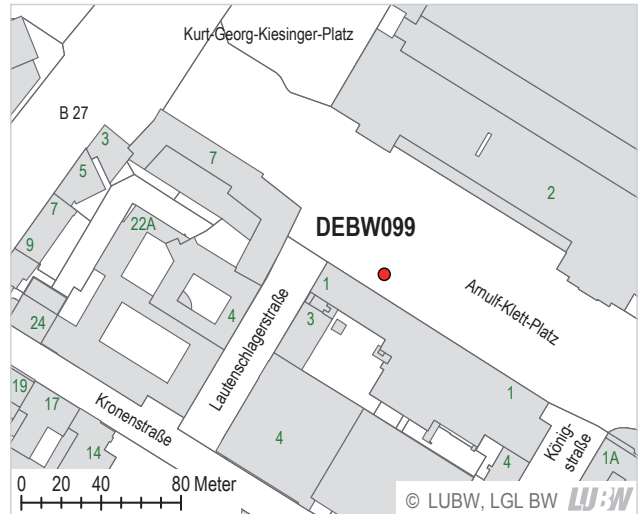 Kurt-Georg-Kiesinger-Platz
B 27
3
7
5
2
7
22A
DEBW099
9
1
Arnulf-Klett-Platz
3
24
4
Lautenschlagerstraße
19
17
Kronenstraße
1
König-
straße
14
4
4
1A
0 20 40 80 Meter
© LUBW, LGL BW LUBW